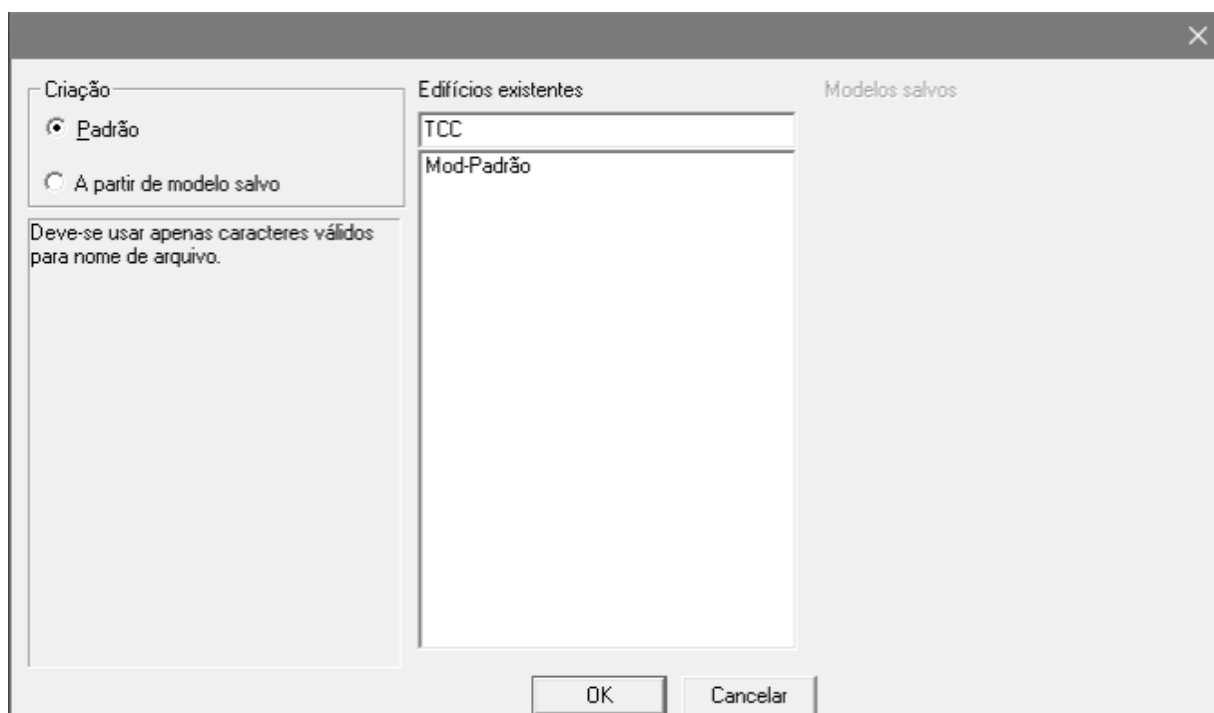 Criação
Padrão
A partir de modelo salvo
Deve-se usar apenas caracteres válidos
para nome de arquivo.
Edifícios existentes
TCC
Mod-Padrão
Modelos salvos
OK
Cancelar